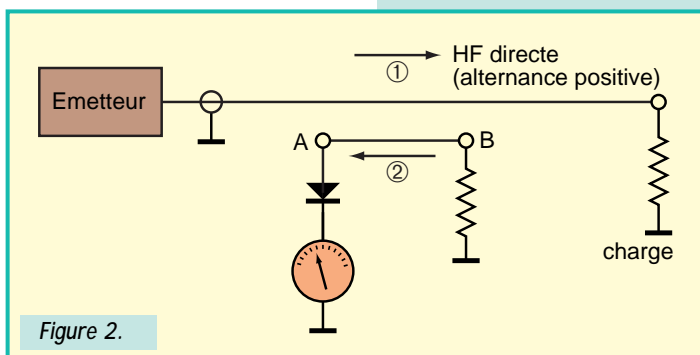 ① HF directe
(alternance positive)
Emetteur
A ② B
charge
Figure 2.